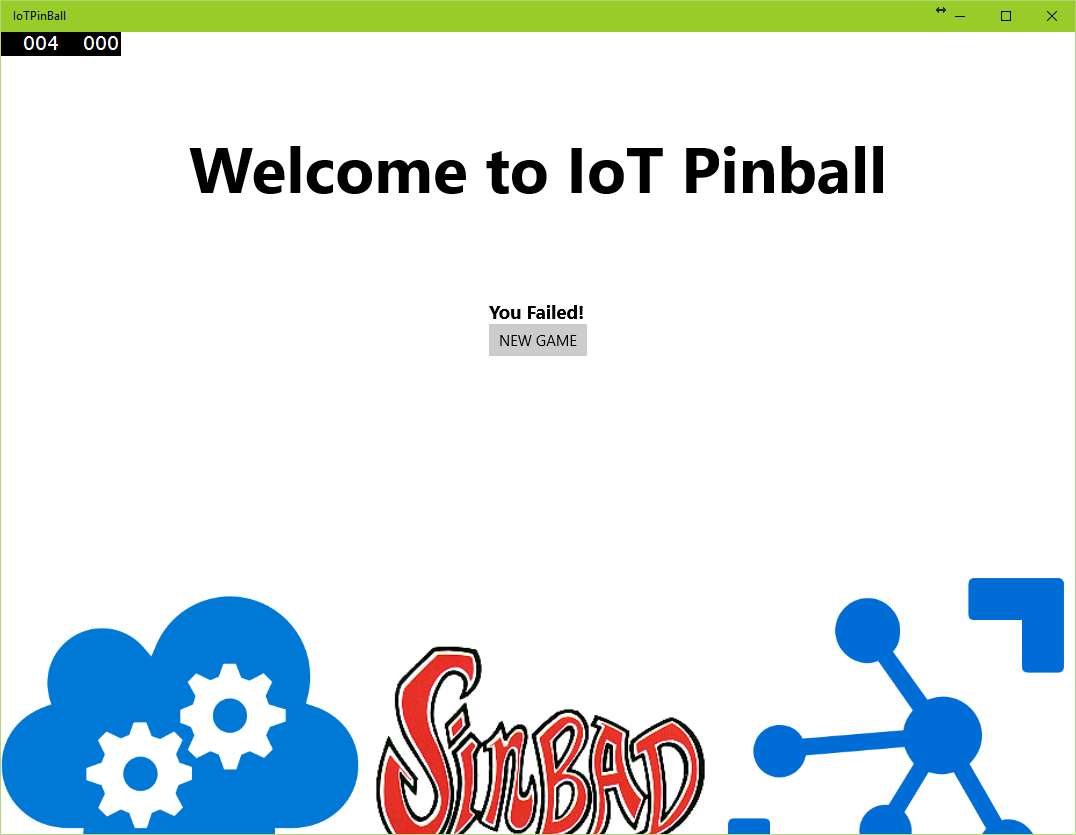 IoTPinBall
004 000
Welcome to IoT Pinball
You Failed!
NEW GAME
SinBAD